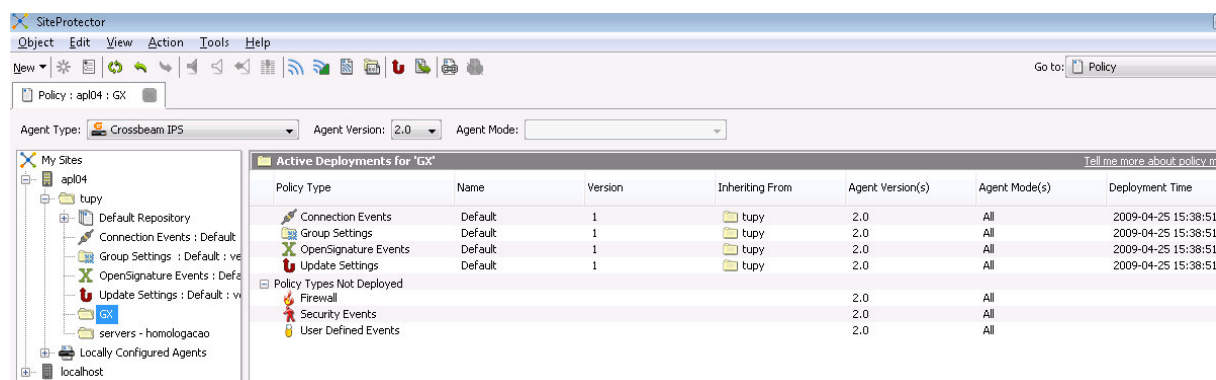 SiteProtector
Object Edit View Action Tools Help
New
Go to: Policy
Policy : apl04 : GX
Agent Type: Crossbeam IPS Agent Version: 2.0 Agent Mode:
My Sites
apl04
tupy
Default Repository
Connection Events : Default
Group Settings : Default : ve
OpenSignature Events : Defa
Update Settings : Default : v
GX
servers - homologacao
Locally Configured Agents
localhost
Active Deployments for 'GX' Tell me more about policy m
Policy Type Name Version Inheriting From Agent Version(s) Agent Mode(s) Deployment Time
Connection Events Default 1 tupy 2.0 All 2009-04-25 15:38:51
Group Settings Default 1 tupy 2.0 All 2009-04-25 15:38:51
OpenSignature Events Default 1 tupy 2.0 All 2009-04-25 15:38:51
Update Settings Default 1 tupy 2.0 All 2009-04-25 15:38:51
Policy Types Not Deployed
Firewall 2.0 All
Security Events 2.0 All
User Defined Events 2.0 All